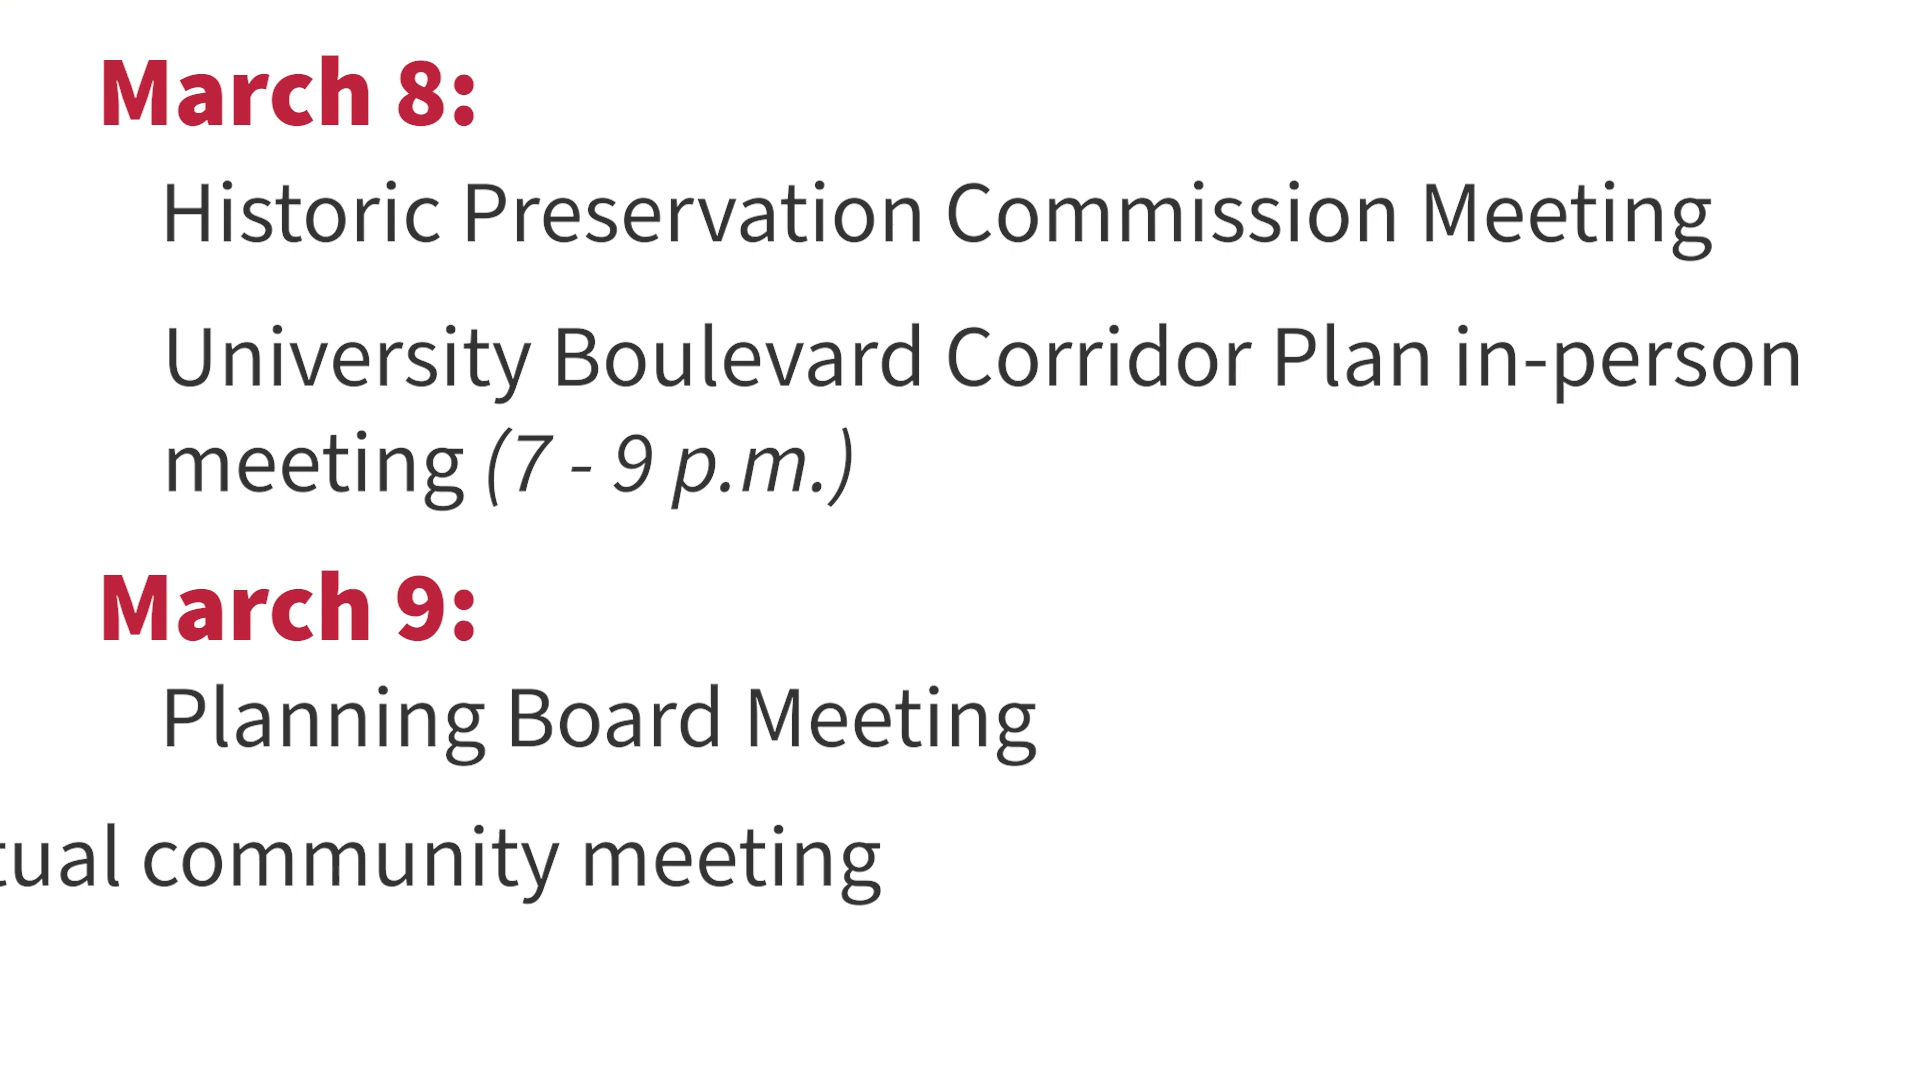 March 8:
Historic Preservation Commission Meeting
University Boulevard Corridor Plan in-person
meeting (7 - 9 p.m.)
March 9:
Planning Board Meeting
community meeting